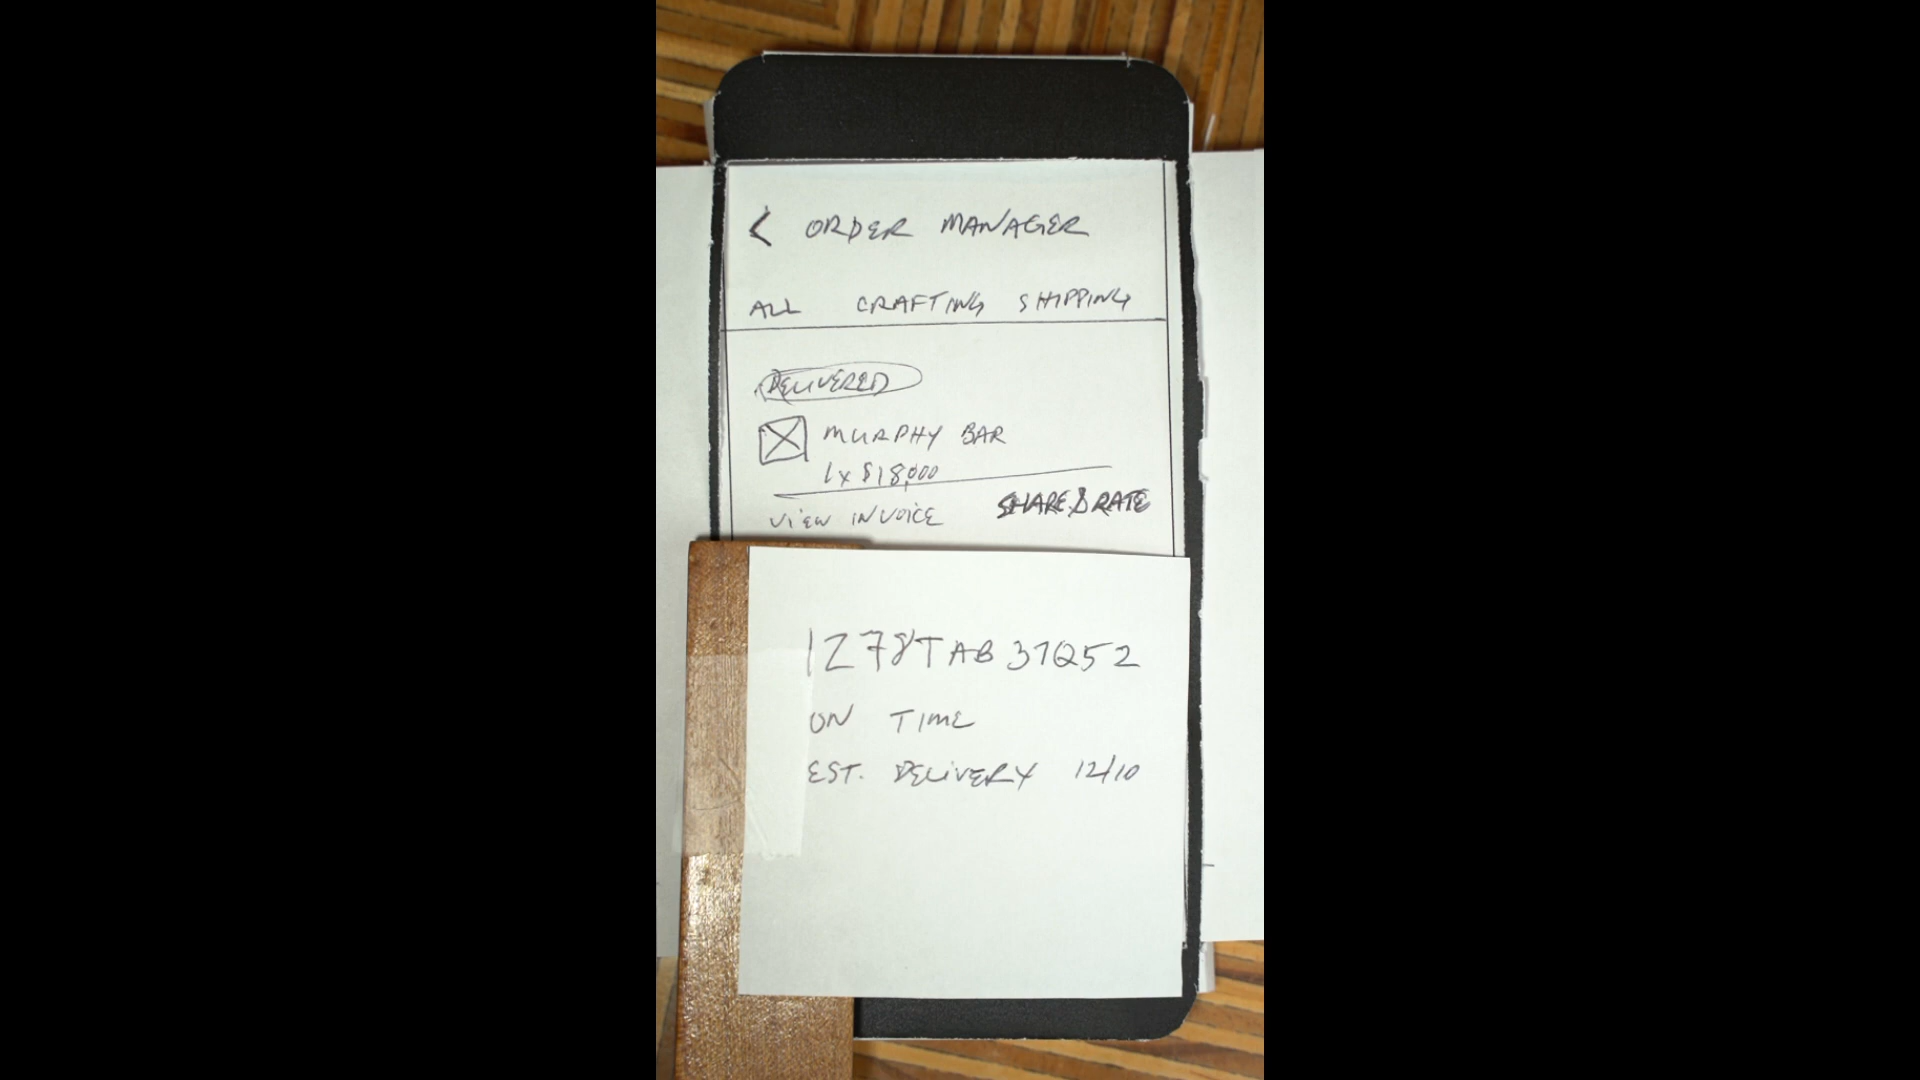 < ORDER MANAGER
ALL CRAFTING SHIPPING
DELIVERED
MURPHY BAR
1x $18,000
VIEW INVOICE SHARE & RATE
1Z78TAB37Q52
ON TIME
EST. DELIVERY 12/10